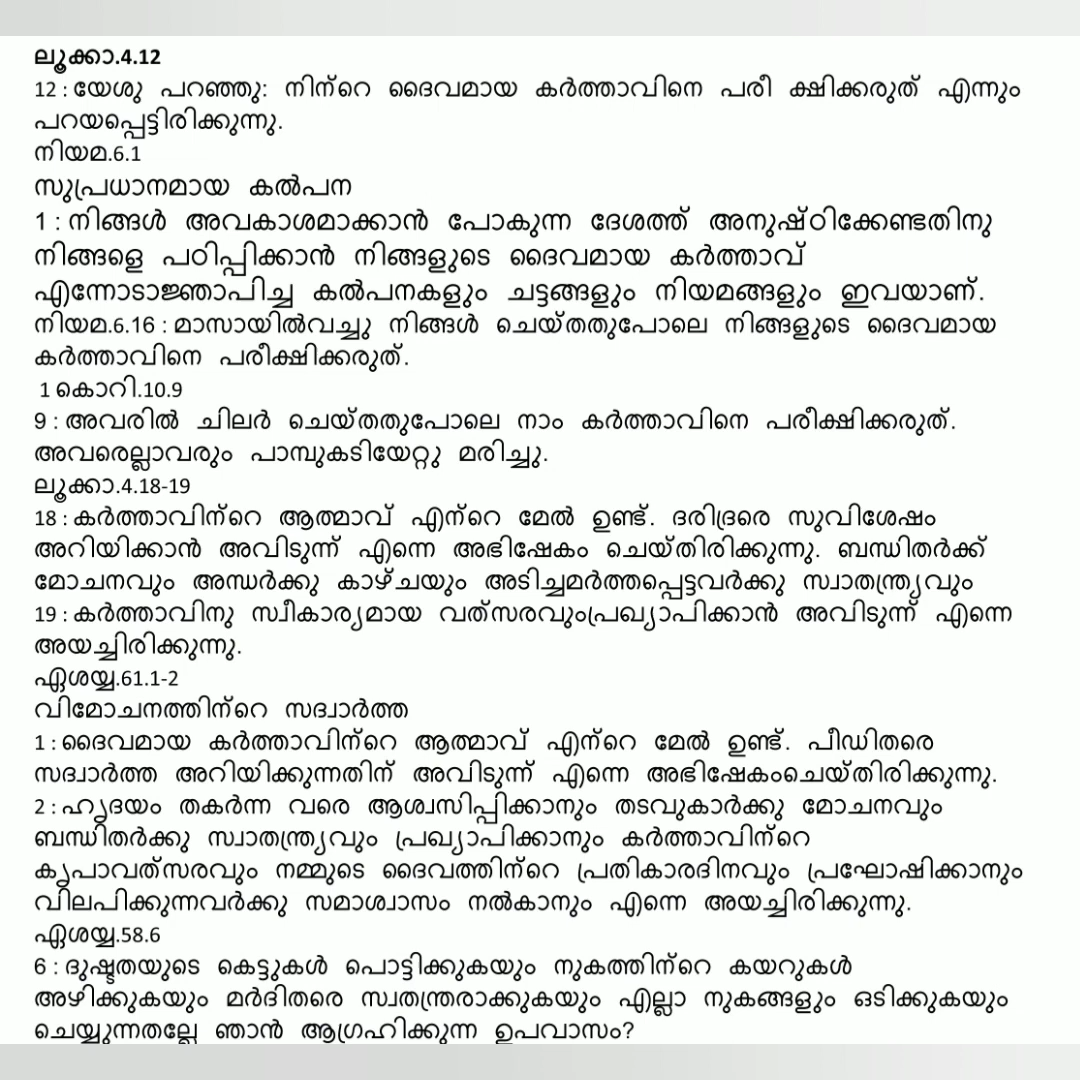 ലൂക്കാ.4.12
12 : യേശു പറഞ്ഞു: നിന്റെ ദൈവമായ കർത്താവിനെ പരീ ക്ഷിക്കരുത് എന്നും
പറയപ്പെട്ടിരിക്കുന്നു.
നിയമ.6.1
സുപ്രധാനമായ കൽപന
1 : നിങ്ങൾ അവകാശമാക്കാൻ പോകുന്ന ദേശത്ത് അനുഷ്ഠിക്കേണ്ടതിനു
നിങ്ങളെ പഠിപ്പിക്കാൻ നിങ്ങളുടെ ദൈവമായ കർത്താവ്
എന്നോടാജ്ഞാപിച്ച കൽപനകളും ചട്ടങ്ങളും നിയമങ്ങളും ഇവയാണ്.
നിയമ.6.16 : മാസായിൽവച്ചു നിങ്ങൾ ചെയ്തതുപോലെ നിങ്ങളുടെ ദൈവമായ
കർത്താവിനെ പരീക്ഷിക്കരുത്.
1 കൊറി.10.9
9 : അവരിൽ ചിലർ ചെയ്തതുപോലെ നാം കർത്താവിനെ പരീക്ഷിക്കരുത്.
അവരെല്ലാവരും പാമ്പുകടിയേറ്റു മരിച്ചു.
ലൂക്കാ.4.18-19
18 : കർത്താവിന്റെ ആത്മാവ് എന്റെ മേൽ ഉണ്ട്. ദരിദ്രരെ സുവിശേഷം
അറിയിക്കാൻ അവിടുന്ന് എന്നെ അഭിഷേകം ചെയ്തിരിക്കുന്നു. ബന്ധിതർക്ക്
മോചനവും അന്ധർക്കു കാഴ്ചയും അടിച്ചമർത്തപ്പെട്ടവർക്കു സ്വാതന്ത്ര്യവും
19 : കർത്താവിനു സ്വീകാര്യമായ വത്സരവുംപ്രഖ്യാപിക്കാൻ അവിടുന്ന് എന്നെ
അയച്ചിരിക്കുന്നു.
ഏശയ്യ.61.1-2
വിമോചനത്തിന്റെ സദ്വാർത്ത
1 : ദൈവമായ കർത്താവിന്റെ ആത്മാവ് എന്റെ മേൽ ഉണ്ട്. പീഡിതരെ
സദ്വാർത്ത അറിയിക്കുന്നതിന് അവിടുന്ന് എന്നെ അഭിഷേകംചെയ്തിരിക്കുന്നു.
2 : ഹൃദയം തകർന്ന വരെ ആശ്വസിപ്പിക്കാനും തടവുകാർക്കു മോചനവും
ബന്ധിതർക്കു സ്വാതന്ത്ര്യവും പ്രഖ്യാപിക്കാനും കർത്താവിന്റെ
കൃപാവത്സരവും നമ്മുടെ ദൈവത്തിന്റെ പ്രതികാരദിനവും പ്രഘോഷിക്കാനും
വിലപിക്കുന്നവർക്കു സമാശ്വാസം നൽകാനും എന്നെ അയച്ചിരിക്കുന്നു.
ഏശയ്യ.58.6
6 : ദുഷ്ടതയുടെ കെട്ടുകൾ പൊട്ടിക്കുകയും നുകത്തിന്റെ കയറുകൾ
അഴിക്കുകയും മർദിതരെ സ്വതന്ത്രരാക്കുകയും എല്ലാ നുകങ്ങളും ഒടിക്കുകയും
ചെയ്യുന്നതല്ലേ ഞാൻ ആഗ്രഹിക്കുന്ന ഉപവാസം?